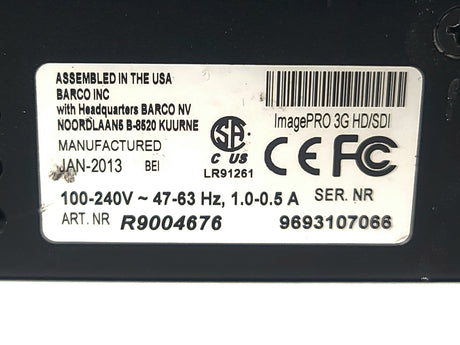 ASSEMBLED IN THE USA
BARCO INC
with Headquarters BARCO NV
NOORDLAAN5 B-8520 KUURNE
MANUFACTURED
JAN-2013 BEI
SA
C US
LR91261
ImagePRO 3G HD/SDI
CE FC
100-240V ~ 47-63 Hz, 1.0-0.5 A SER. NR
ART. NR R9004676 9693107066